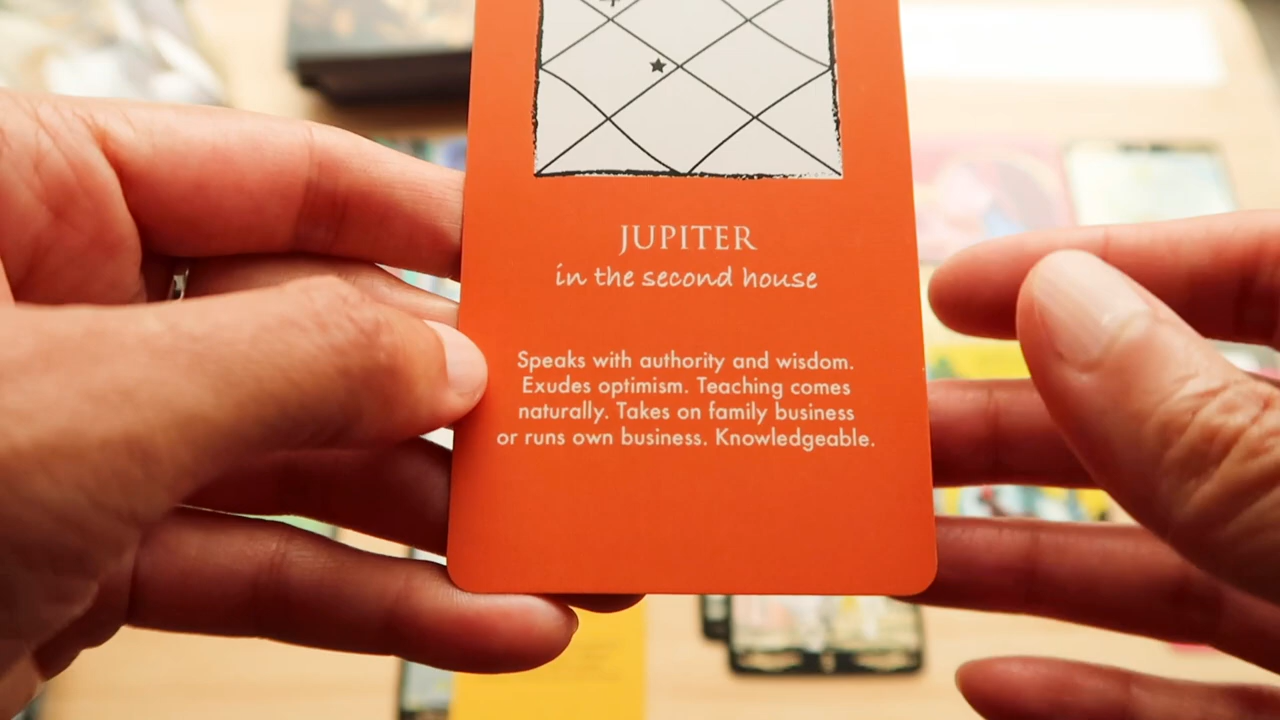 JUPITER
in the second house
Speaks with authority and wisdom.
Exudes optimism. Teaching comes
naturally. Takes on family business
or runs own business. Knowledgeable.